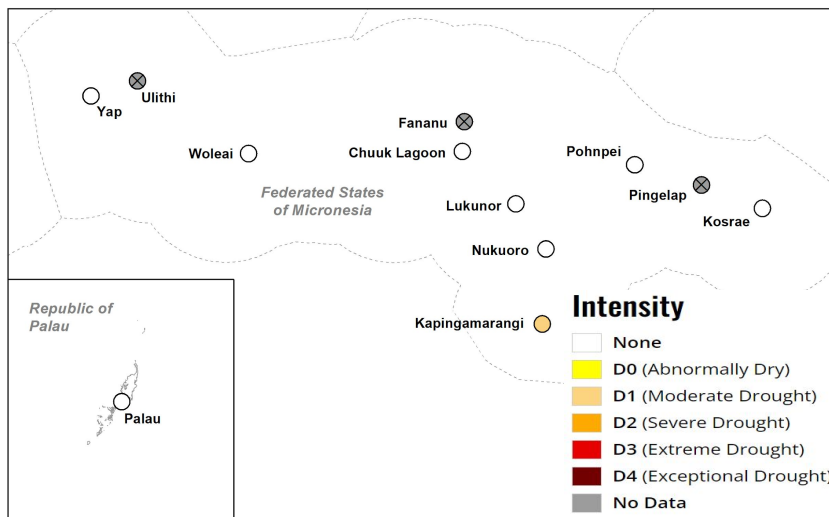 Ulithi
Yap
Fananu
Woleai
Chuuk Lagoon
Pohnpei
Pingelap
Federated States
of Micronesia
Lukunor
Kosrae
Nukuoro
Republic of
Palau
Kapingamarangi
Palau
Intensity
None
D0 (Abnormally Dry)
D1 (Moderate Drought)
D2 (Severe Drought)
D3 (Extreme Drought)
D4 (Exceptional Drought)
No Data